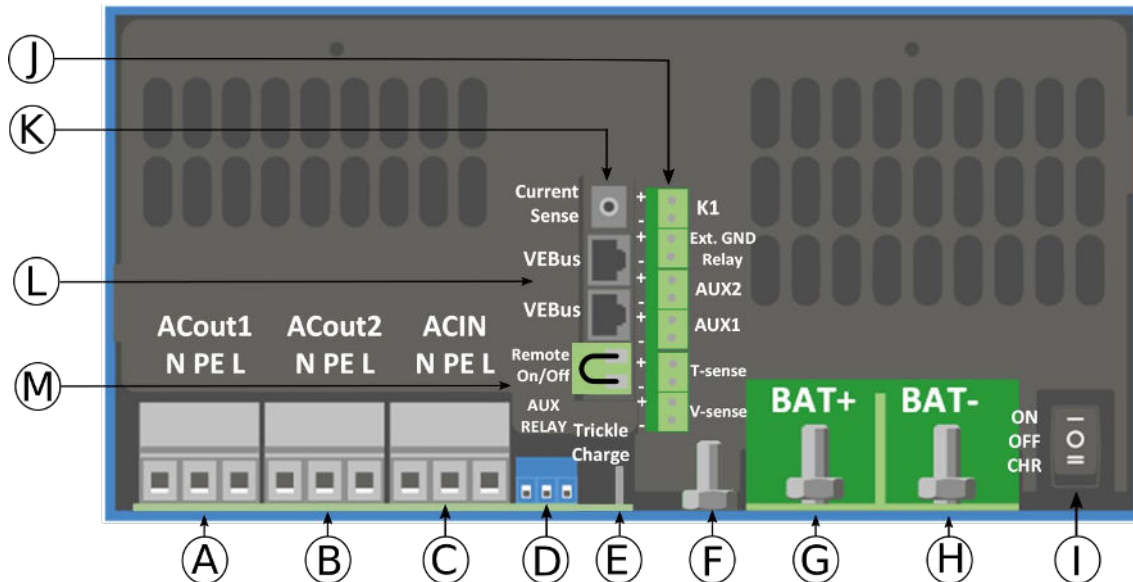 J
K
Current
Sense
+
-
K1
VEBus
+
-
Ext. GND
Relay
L
VEBus
+
-
AUX2
AUX1
-
ACout1
N PE L
ACout2
N PE L
ACIN
N PE L
Remote
On/Off
+
-
T-sense
M
AUX
RELAY
Trickle
Charge
+
-
V-sense
BAT+
BAT-
ON
OFF
CHR
A
B
C
D
E
F
G
H
I